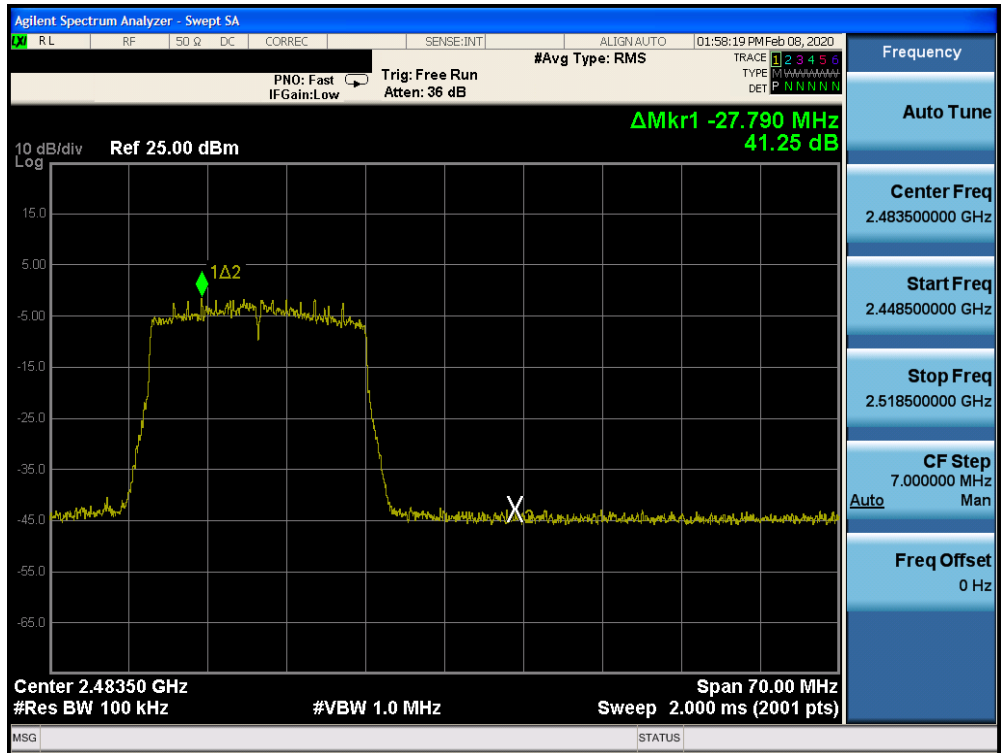 Agilent Spectrum Analyzer - Swept SA
LXI RL RF 50 Ω DC CORREC SENSE:INT ALIGN AUTO 01:58:19 PM Feb 08, 2020
#Avg Type: RMS TRACE 1 2 3 4 5 6
PNO: Fast Trig: Free Run TYPE M WWWWW
IFGain:Low Atten: 36 dB DET P N N N N N
ΔMkr1 -27.790 MHz
41.25 dB
10 dB/div Ref 25.00 dBm
Log
15.0
5.00
1Δ2
-5.00
-15.0
-25.0
-35.0
-45.0
X2
-55.0
-65.0
Center 2.48350 GHz Span 70.00 MHz
#Res BW 100 kHz #VBW 1.0 MHz Sweep 2.000 ms (2001 pts)
MSG STATUS
Frequency
Auto Tune
Center Freq
2.483500000 GHz
Start Freq
2.448500000 GHz
Stop Freq
2.518500000 GHz
CF Step
7.000000 MHz
Auto Man
Freq Offset
0 Hz